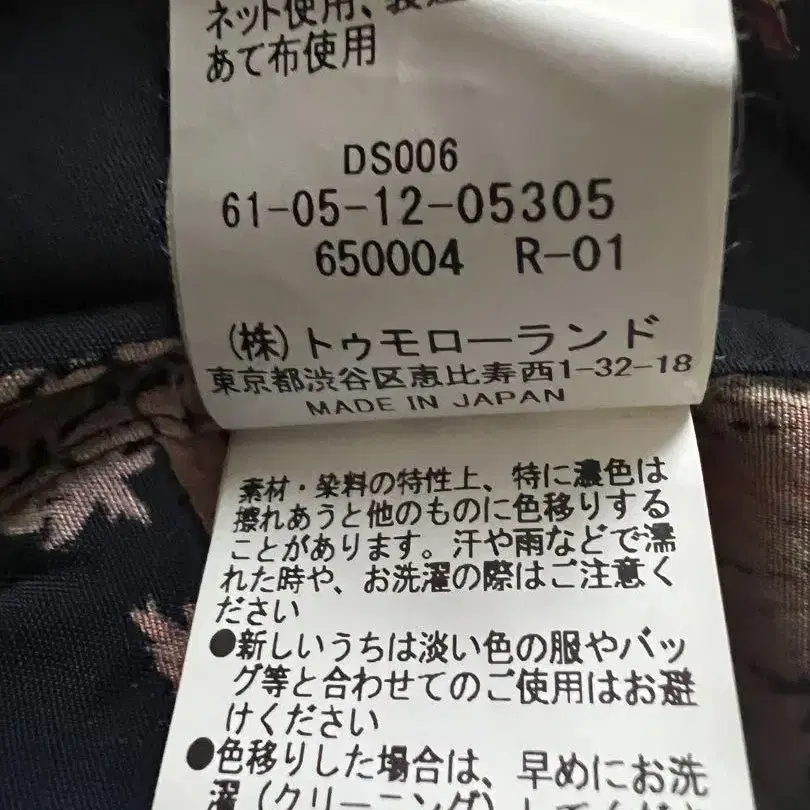 ネット使用、
あて布使用
DS006
61-05-12-05305
650004 R-01
(株)トゥモローランド
東京都渋谷区恵比寿西1-32-18
MADE IN JAPAN
素材・染料の特性上、特に濃色は
擦れあうと他のものに色移りする
ことがあります。汗や雨などで濡
れた時や、お洗濯の際はご注意く
ださい
●新しいうちは淡い色の服やバッ
グ等と合わせてのご使用はお避
けください
●色移りした場合は、早めにお洗
濯(クリーニング)してくださ